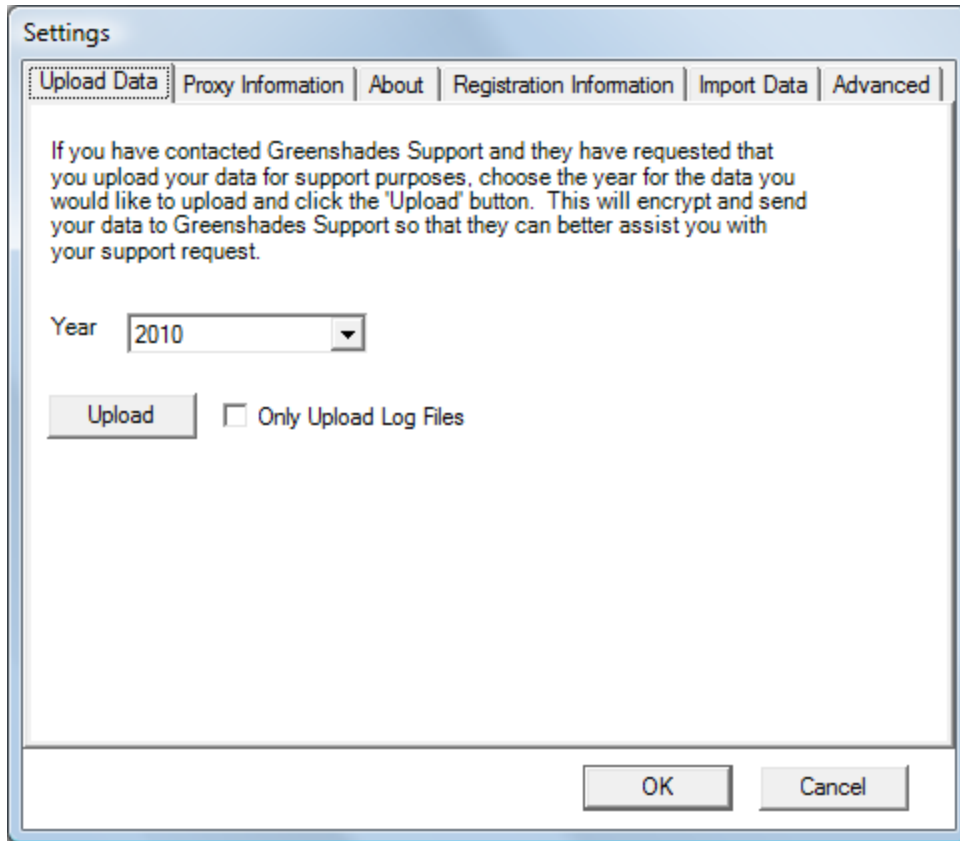 Settings
Upload Data Proxy Information About Registration Information Import Data Advanced
If you have contacted Greenshades Support and they have requested that
you upload your data for support purposes, choose the year for the data you
would like to upload and click the 'Upload' button.  This will encrypt and send
your data to Greenshades Support so that they can better assist you with
your support request.
Year 2010
Upload Only Upload Log Files
OK Cancel